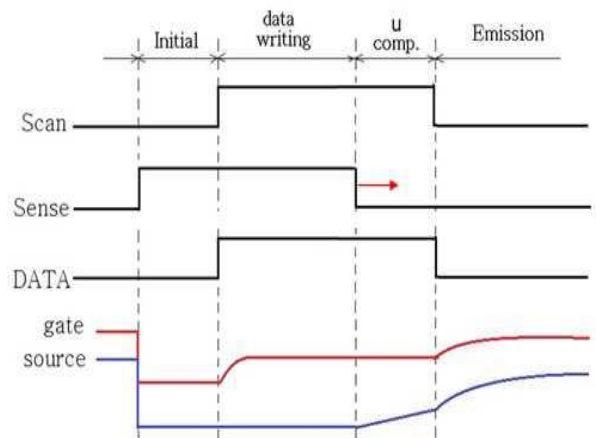 Initial
data
writing
u
comp.
Emission
Scan
Sense
DATA
gate
source